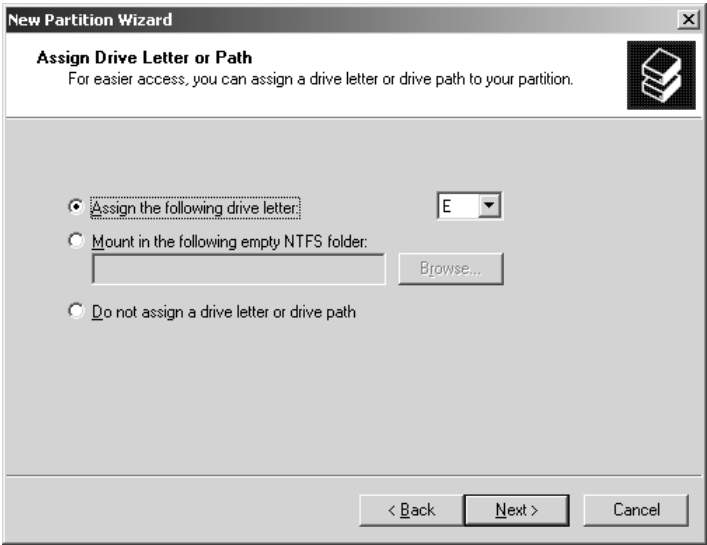 New Partition Wizard
Assign Drive Letter or Path
For easier access, you can assign a drive letter or drive path to your partition.
Assign the following drive letter: E
Mount in the following empty NTFS folder:
Browse...
Do not assign a drive letter or drive path
< Back Next > Cancel